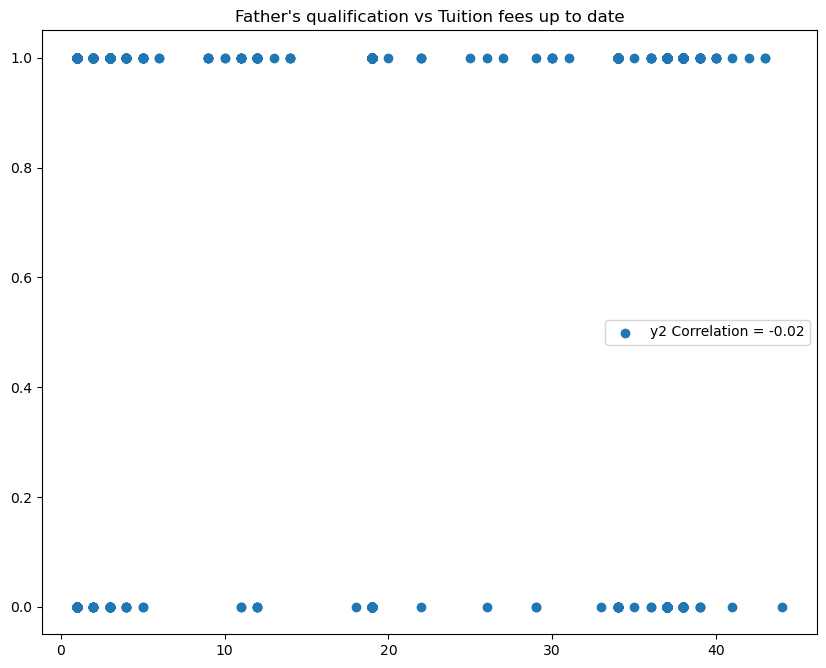 Father's qualification vs Tuition fees up to date
1.0
0.8
0.6
y2 Correlation = -0.02
0.4
0.2
0.0
0 10 20 30 40